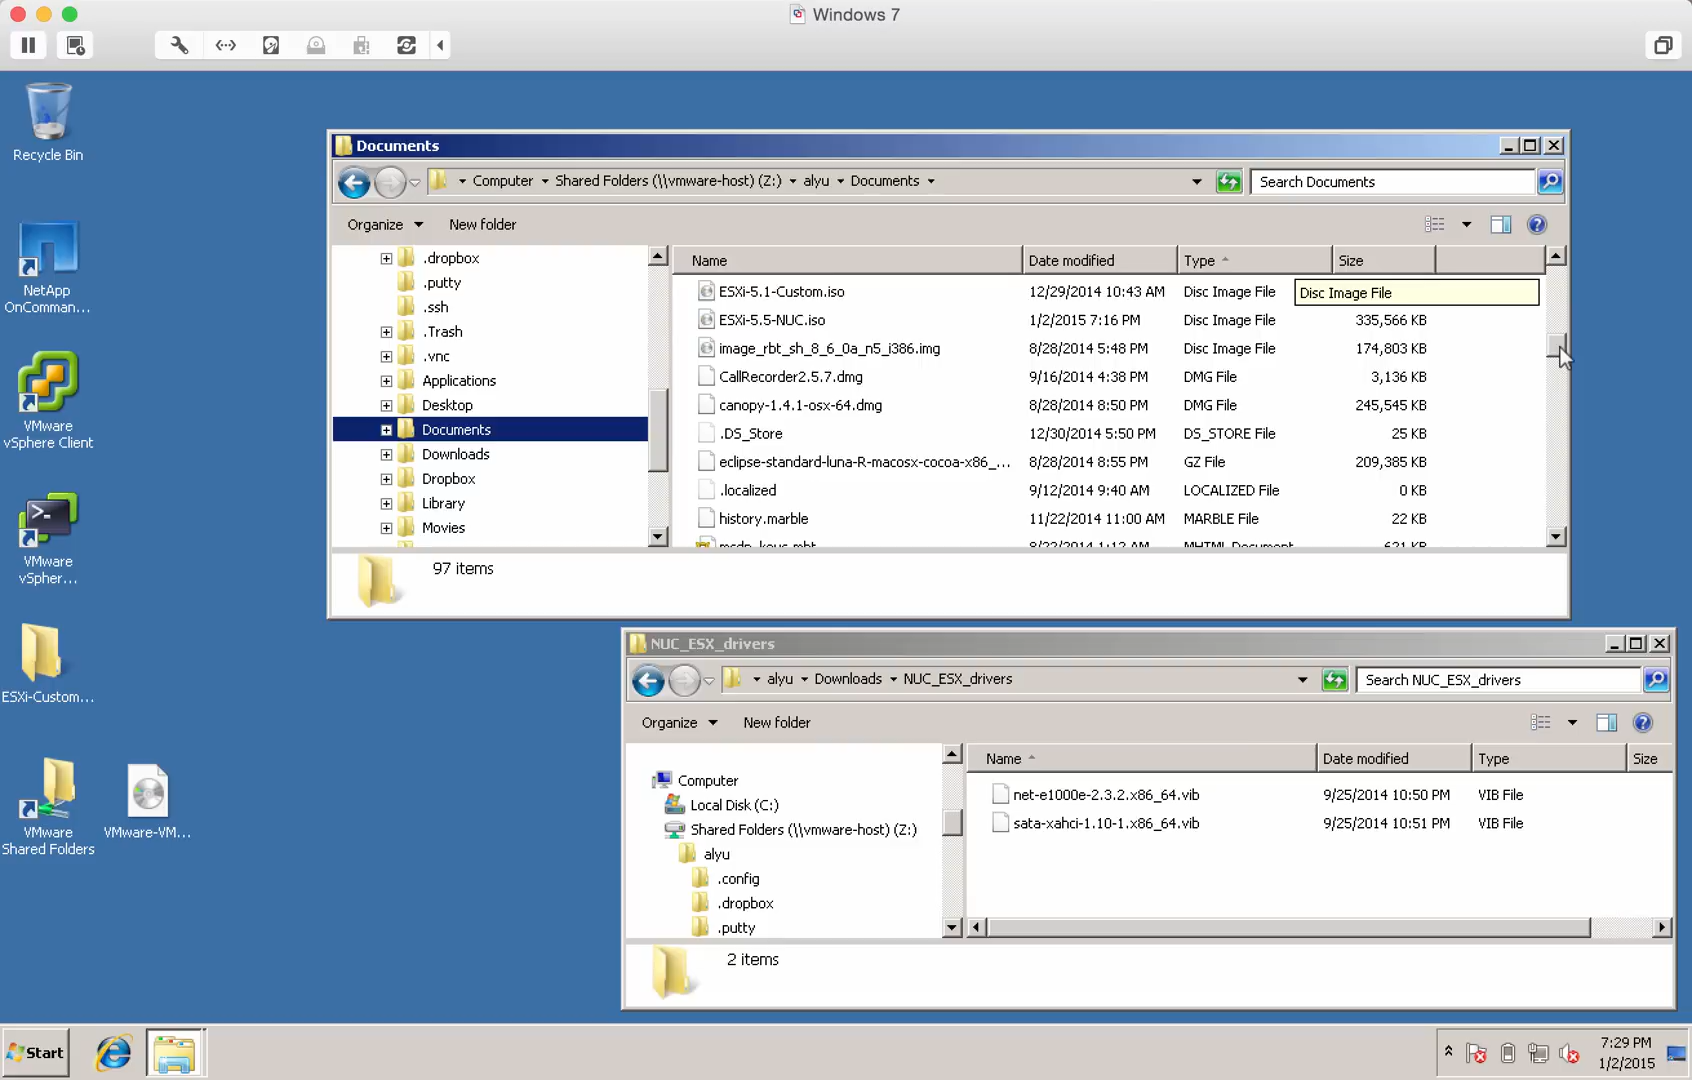 Windows 7
Recycle Bin
NetApp
OnComman...
VMware
vSphere Client
VMware
vSpher...
ESXi-Custom...
VMware
Shared Folders
VMware-VM...
Documents
Computer
Shared Folders (\\vmware-host) (Z:)
alyu
Documents
Search Documents
Organize
New folder
.dropbox
.putty
.ssh
.Trash
.vnc
Applications
Desktop
Documents
Downloads
Dropbox
Library
Movies
Name Date modified Type Size
ESXi-5.1-Custom.iso 12/29/2014 10:43 AM Disc Image File
Disc Image File
ESXi-5.5-NUC.iso 1/2/2015 7:16 PM Disc Image File 335,566 KB
image_rbt_sh_8_6_0a_n5_i386.img 8/28/2014 5:48 PM Disc Image File 174,803 KB
CallRecorder2.5.7.dmg 9/16/2014 4:38 PM DMG File 3,136 KB
canopy-1.4.1-osx-64.dmg 8/28/2014 8:50 PM DMG File 245,545 KB
.DS_Store 12/30/2014 5:50 PM DS_STORE File 25 KB
eclipse-standard-luna-R-macosx-cocoa-x86_... 8/28/2014 8:55 PM GZ File 209,385 KB
.localized 9/12/2014 9:40 AM LOCALIZED File 0 KB
history.marble 11/22/2014 11:00 AM MARBLE File 22 KB
97 items
NUC_ESX_drivers
alyu
Downloads
NUC_ESX_drivers
Search NUC_ESX_drivers
Organize
New folder
Computer
Local Disk (C:)
Shared Folders (\\vmware-host) (Z:)
alyu
.config
.dropbox
.putty
Name Date modified Type Size
net-e1000e-2.3.2.x86_64.vib 9/25/2014 10:50 PM VIB File
sata-xahci-1.10-1.x86_64.vib 9/25/2014 10:51 PM VIB File
2 items
Start
7:29 PM
1/2/2015